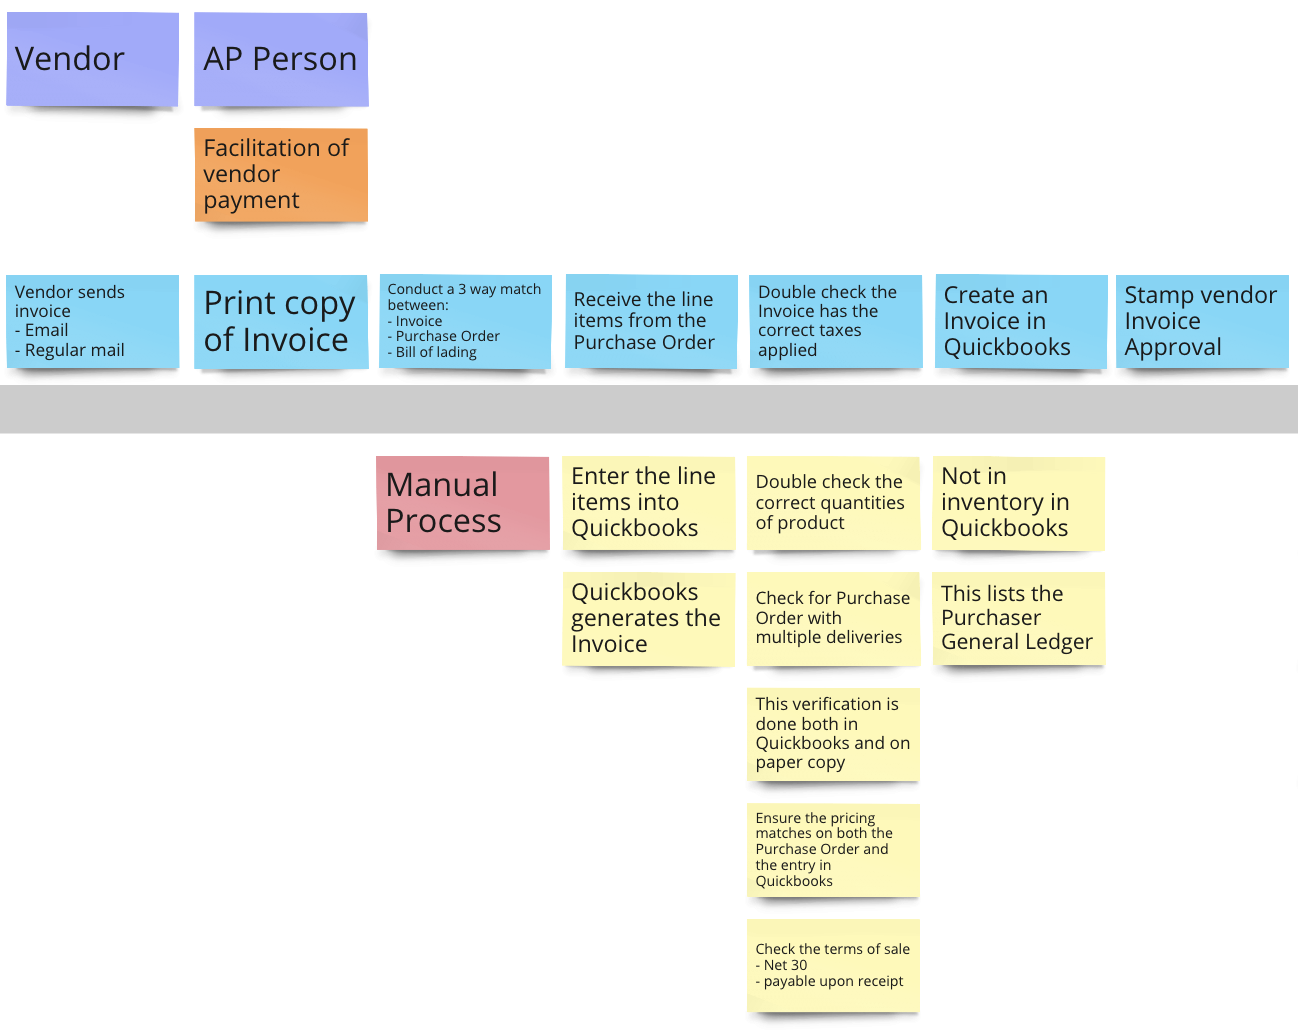 Vendor
AP Person
Facilitation of
vendor
payment
Vendor sends
invoice
- Email
- Regular mail
Print copy
of Invoice
Conduct a 3 way match
between:
- Invoice
- Purchase Order
- Bill of lading
Receive the line
items from the
Purchase Order
Double check the
Invoice has the
correct taxes
applied
Create an
Invoice in
Quickbooks
Stamp vendor
Invoice
Approval
Manual
Process
Enter the line
items into
Quickbooks
Double check the
correct quantities
of product
Not in
inventory in
Quickbooks
Quickbooks
generates the
Invoice
Check for Purchase
Order with
multiple deliveries
This lists the
Purchaser
General Ledger
This verification is
done both in
Quickbooks and on
paper copy
Ensure the pricing
matches on both the
Purchase Order and
the entry in
Quickbooks
Check the terms of sale
- Net 30
- payable upon receipt